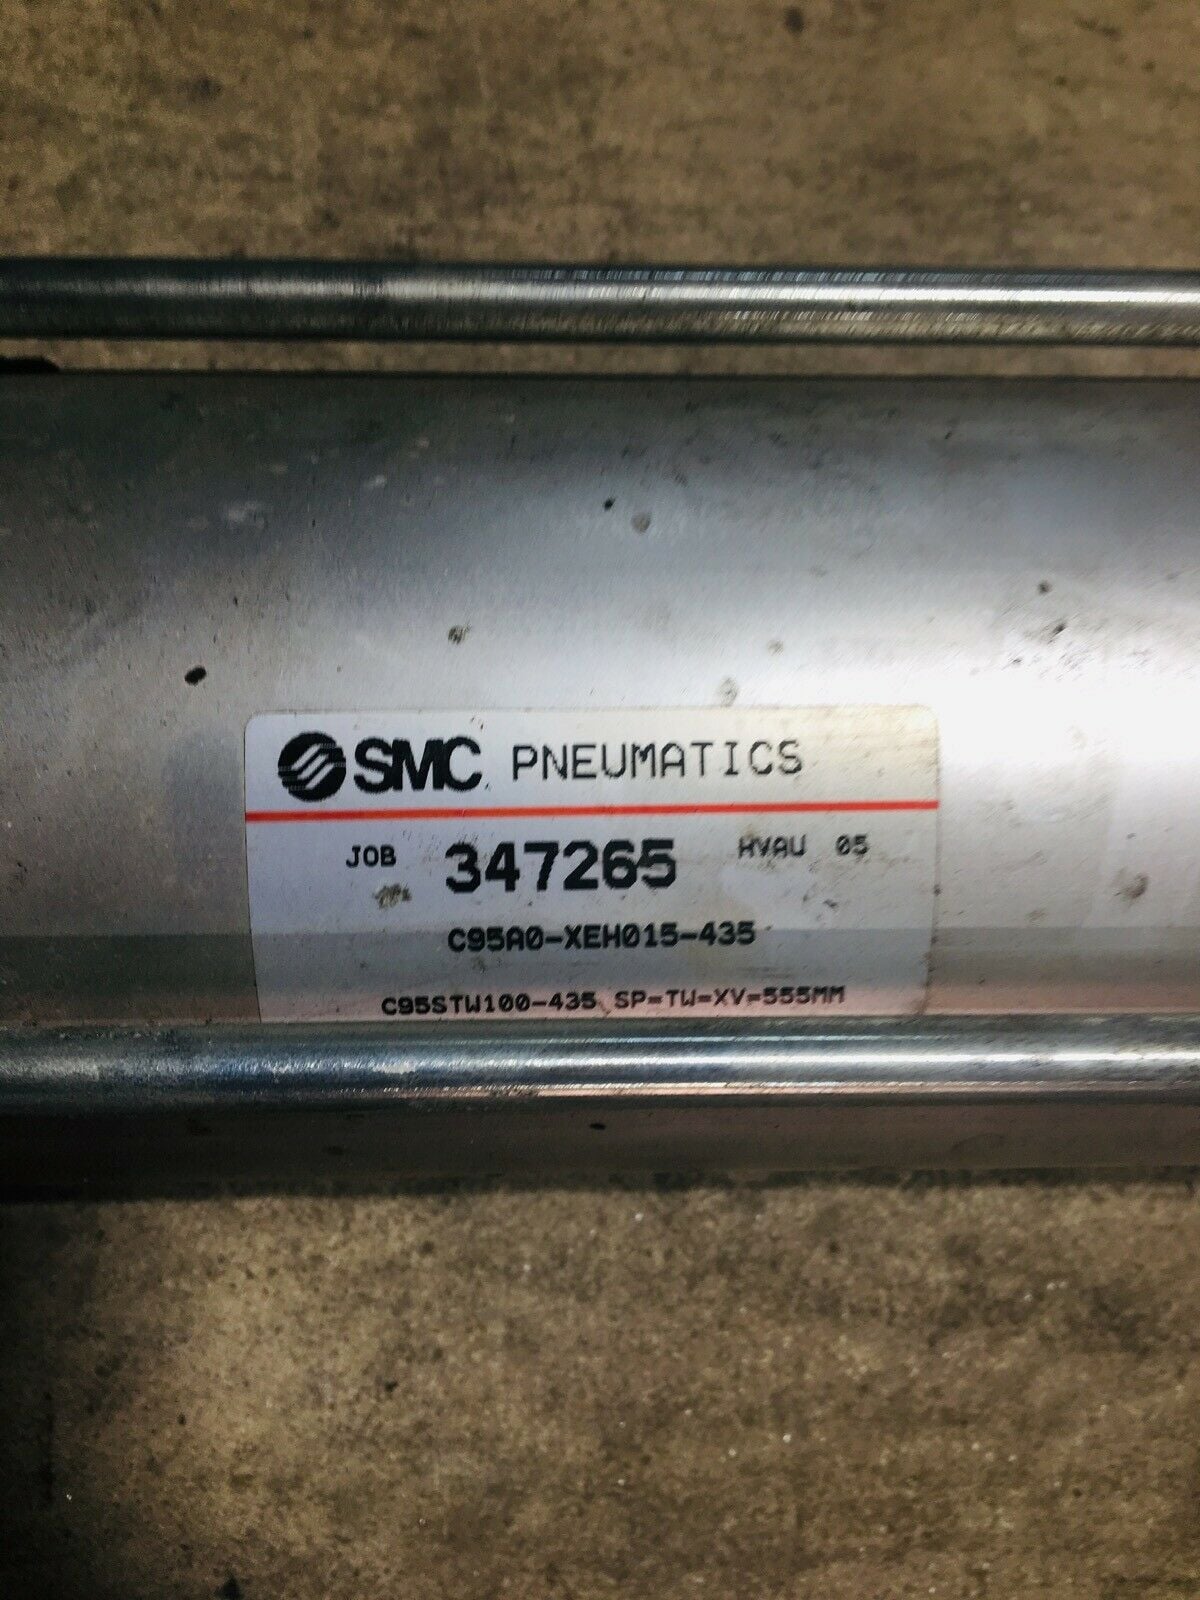 SMC PNEUMATICS
JOB 347265 HVAU 05
C95A0-XEH015-435
C95STW100-435 SP=TW=XV=555MM